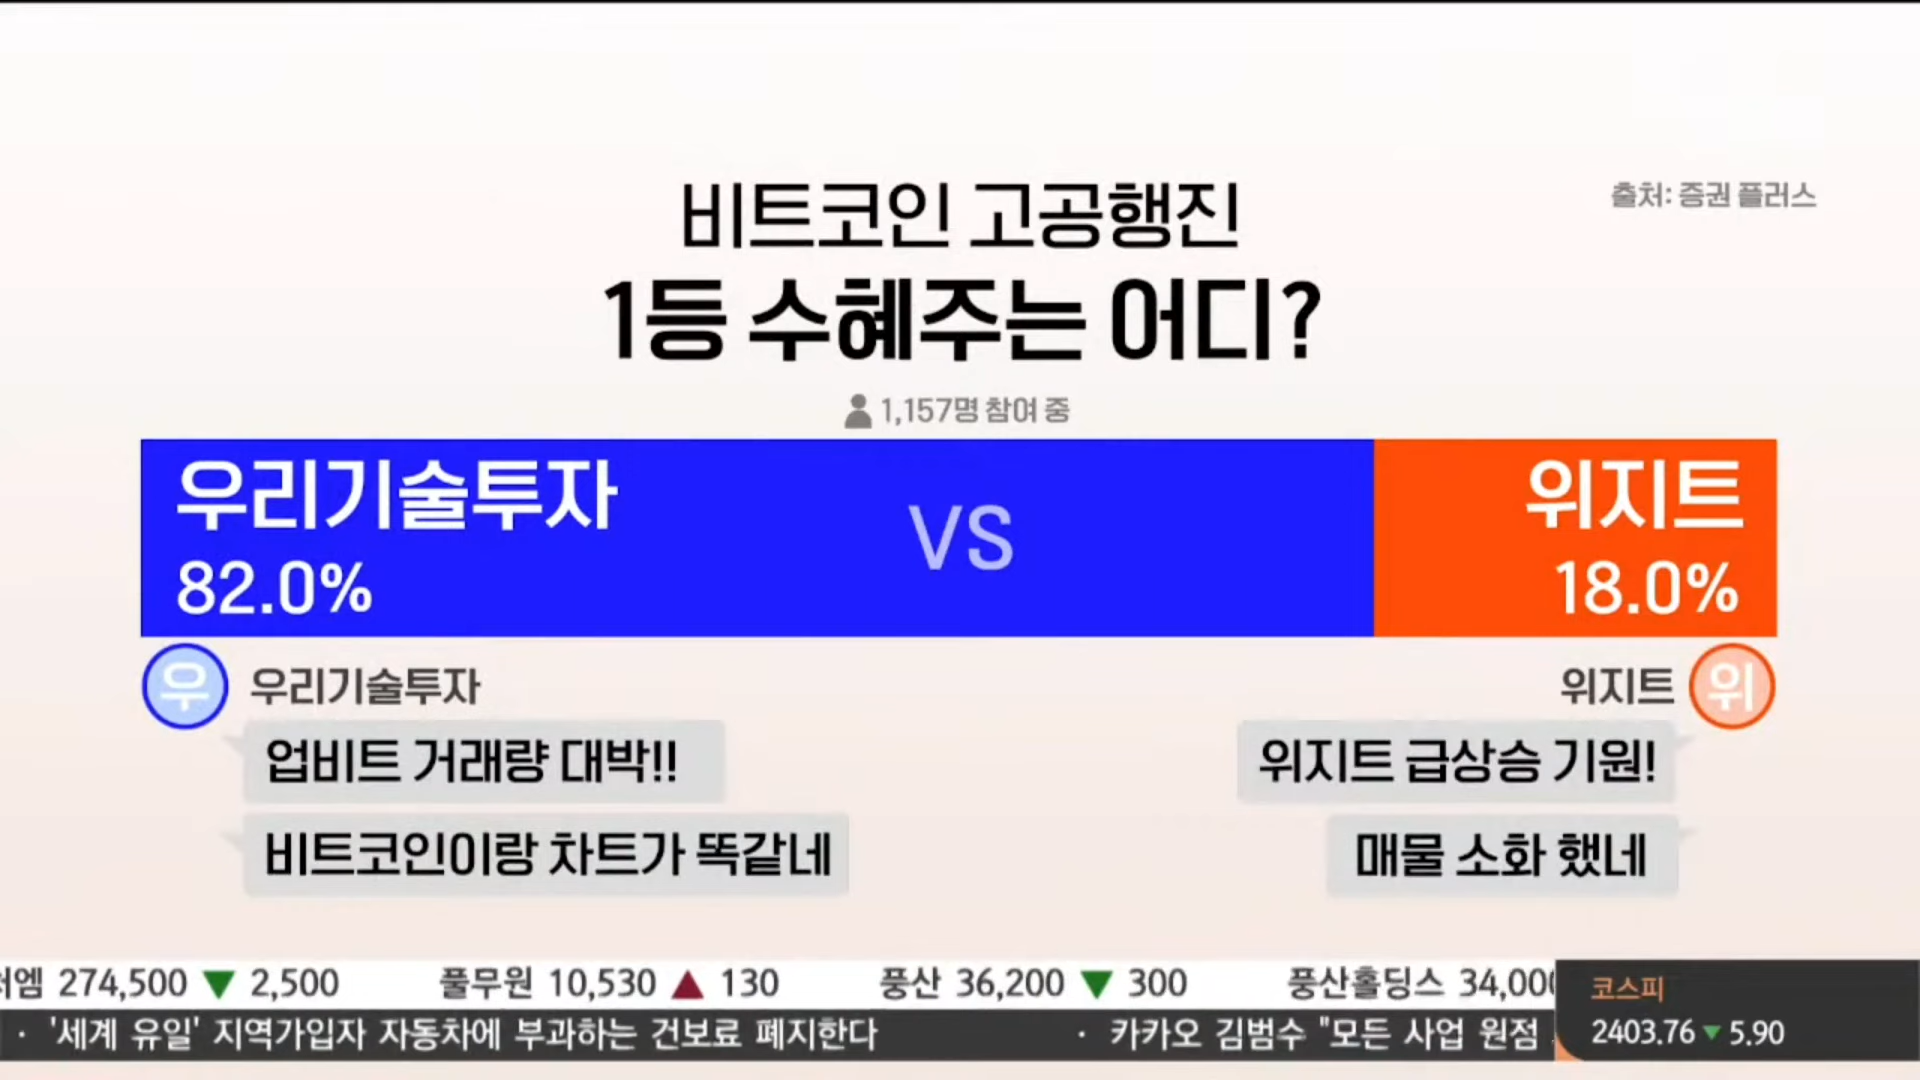 출처: 증권 플러스
비트코인 고공행진
1등 수혜주는 어디?
1,157명 참여 중
우리기술투자
82.0%
VS
위지트
18.0%
우
우리기술투자
업비트 거래량 대박!!
비트코인이랑 차트가 똑같네
위지트
위
위지트 급상승 기원!
매물 소화 했네
274,500 ▼ 2,500 풀무원 10,530 ▲ 130 풍산 36,200 ▼ 300 풍산홀딩스 34,000
· '세계 유일' 지역가입자 자동차에 부과하는 건보료 폐지한다 · 카카오 김범수 "모든 사업 원점
코스피
2403.76 ▼ 5.90